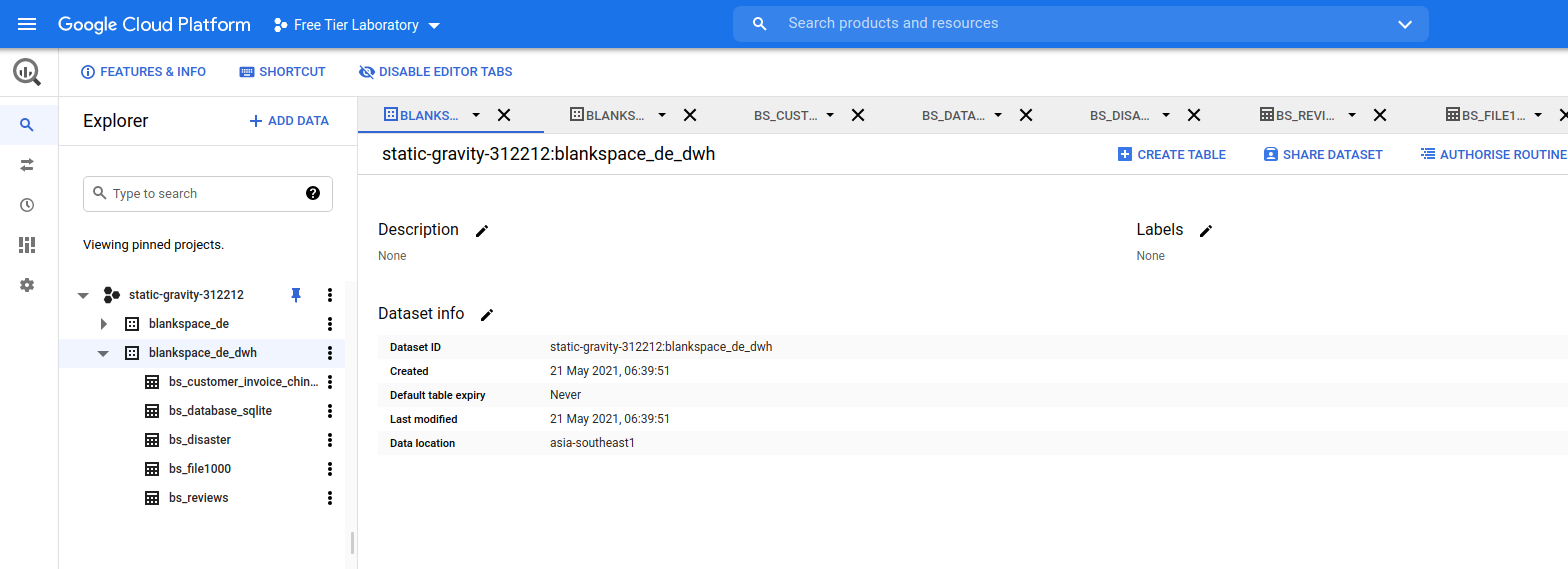 Google Cloud Platform Free Tier Laboratory Search products and resources
FEATURES & INFO SHORTCUT DISABLE EDITOR TABS
Explorer ADD DATA
BLANKS... BLANKS... BS_CUST... BS_DATA... BS_DISA... BS_REVI... BS_FILE1...
static-gravity-312212:blankspace_de_dwh
CREATE TABLE SHARE DATASET AUTHORISE ROUTINE
Type to search
Viewing pinned projects.
static-gravity-312212
blankspace_de
blankspace_de_dwh
bs_customer_invoice_chin...
bs_database_sqlite
bs_disaster
bs_file1000
bs_reviews
Description
None
Labels
None
Dataset info
Dataset ID static-gravity-312212:blankspace_de_dwh
Created 21 May 2021, 06:39:51
Default table expiry Never
Last modified 21 May 2021, 06:39:51
Data location asia-southeast1